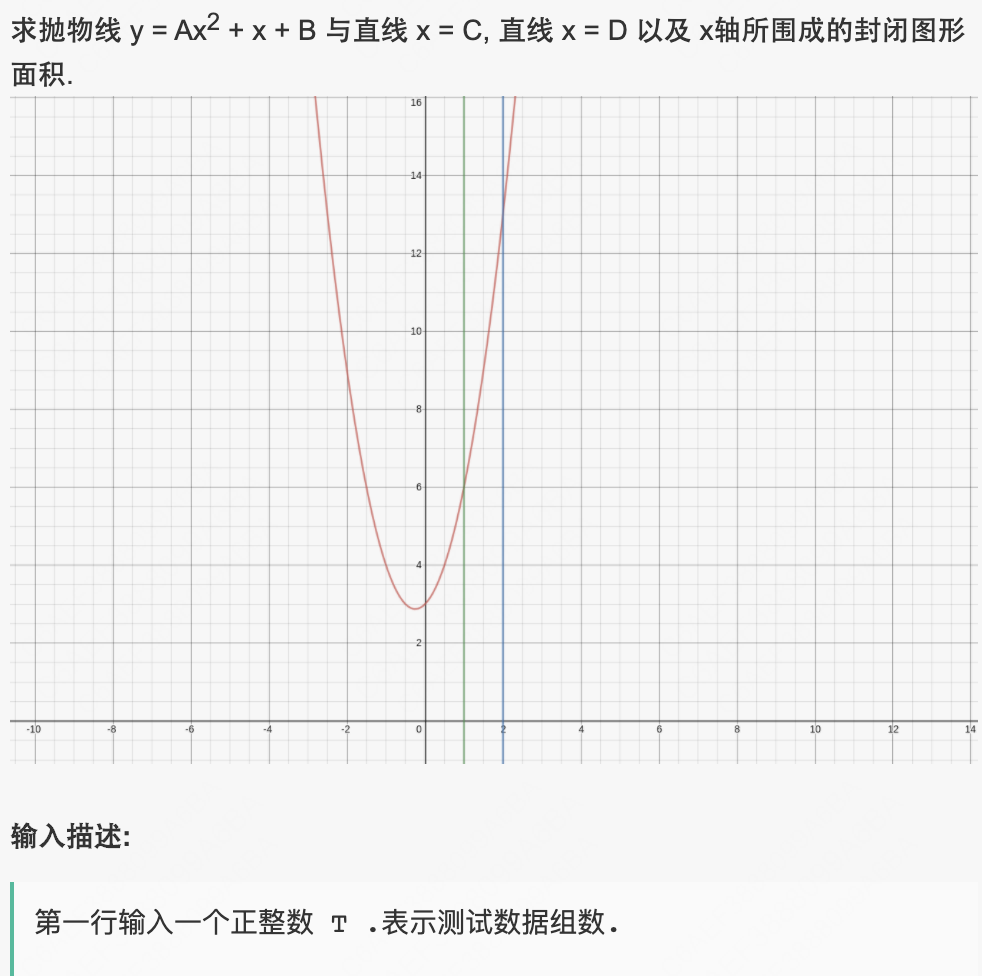 求抛物线 y = Ax² + x + B 与直线 x = C, 直线 x = D 以及 x轴所围成的封闭图形
面积.
16
14
12
10
8
6
4
2
-10 -8 -6 -4 -2 0 2 4 6 8 10 12 14
输入描述:
第一行输入一个正整数 T .表示测试数据组数.